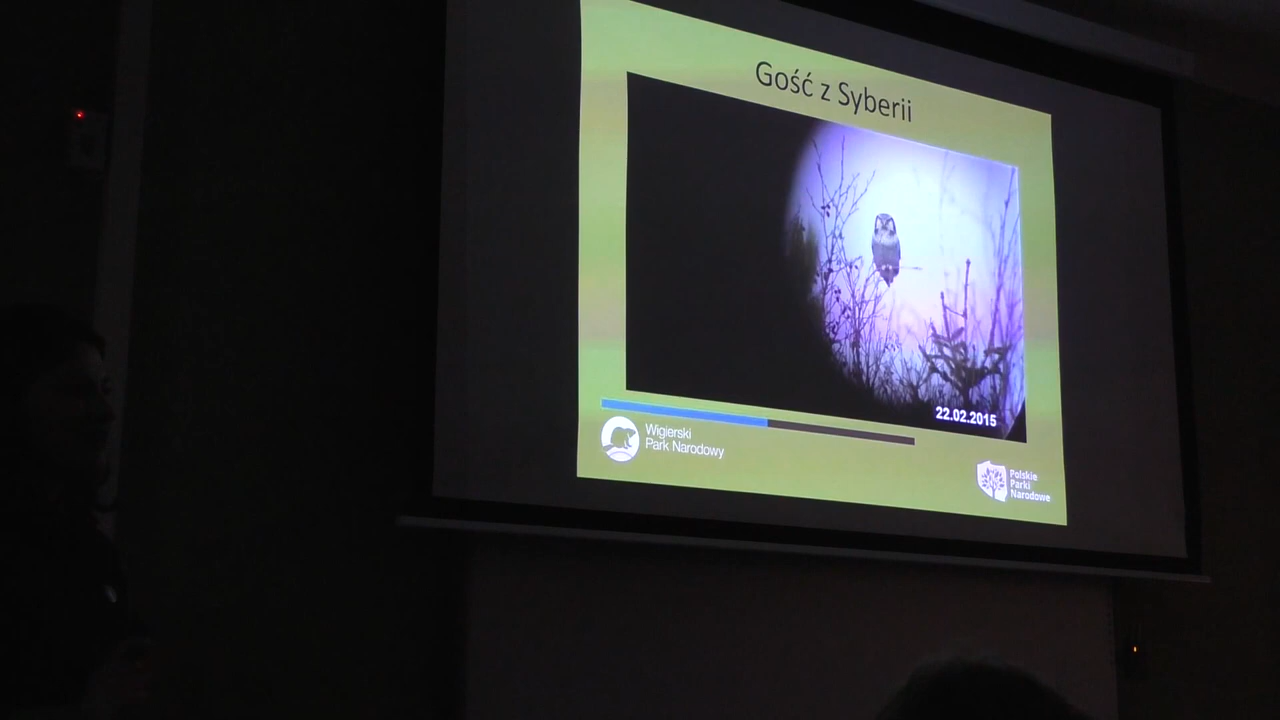 Gość z Syberii
22.02.2015
Wigierski
Park Narodowy
Polskie
Parki
Narodowe